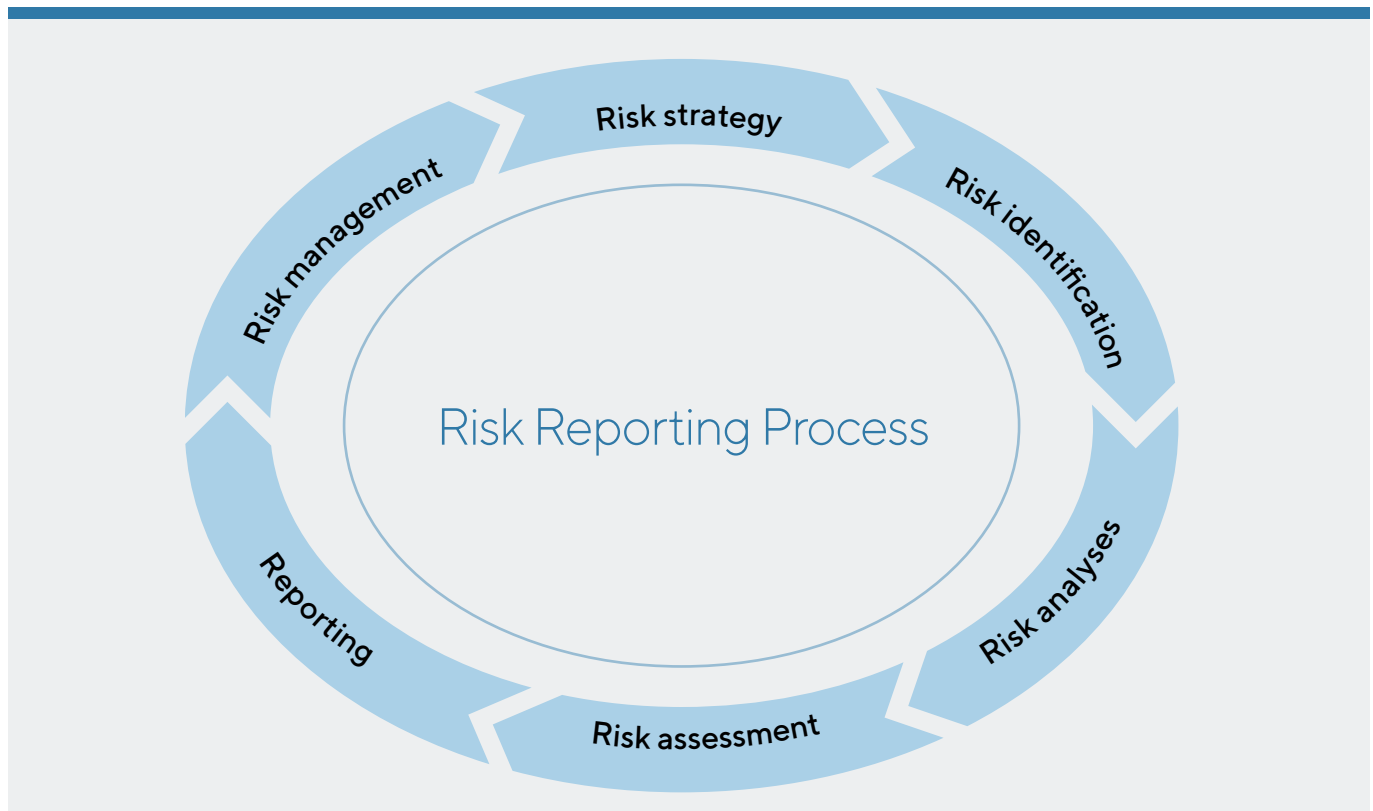 Risk strategy
Risk identification
Risk analyses
Risk assessment
Reporting
Risk management
Risk Reporting Process